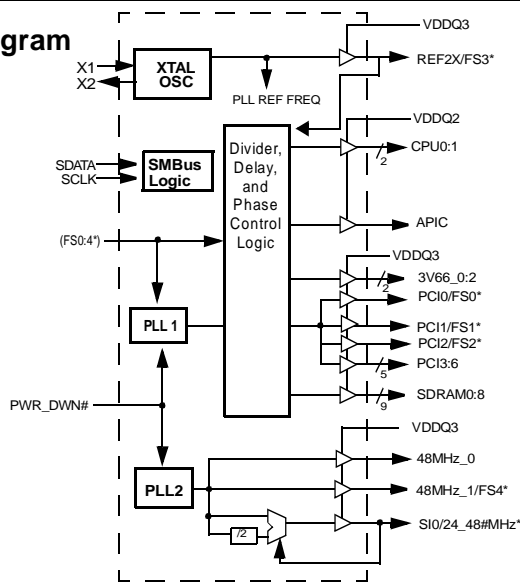 gram
VDDQ3
X1
XTAL
OSC
REF2X/FS3*
X2
PLL REF FREQ
VDDQ2
Divider,
Delay,
and
Phase
Control
Logic
CPU0:1
2
SDATA
SCLK
SMBus
Logic
APIC
(FS0:4*)
VDDQ3
3V66_0:2
2
PCI0/FS0*
PLL 1
PCI1/FS1*
PCI2/FS2*
PCI3:6
5
PWR_DWN#
SDRAM0:8
9
VDDQ3
48MHz_0
PLL2
48MHz_1/FS4*
/2
SI0/24_48#MHz*